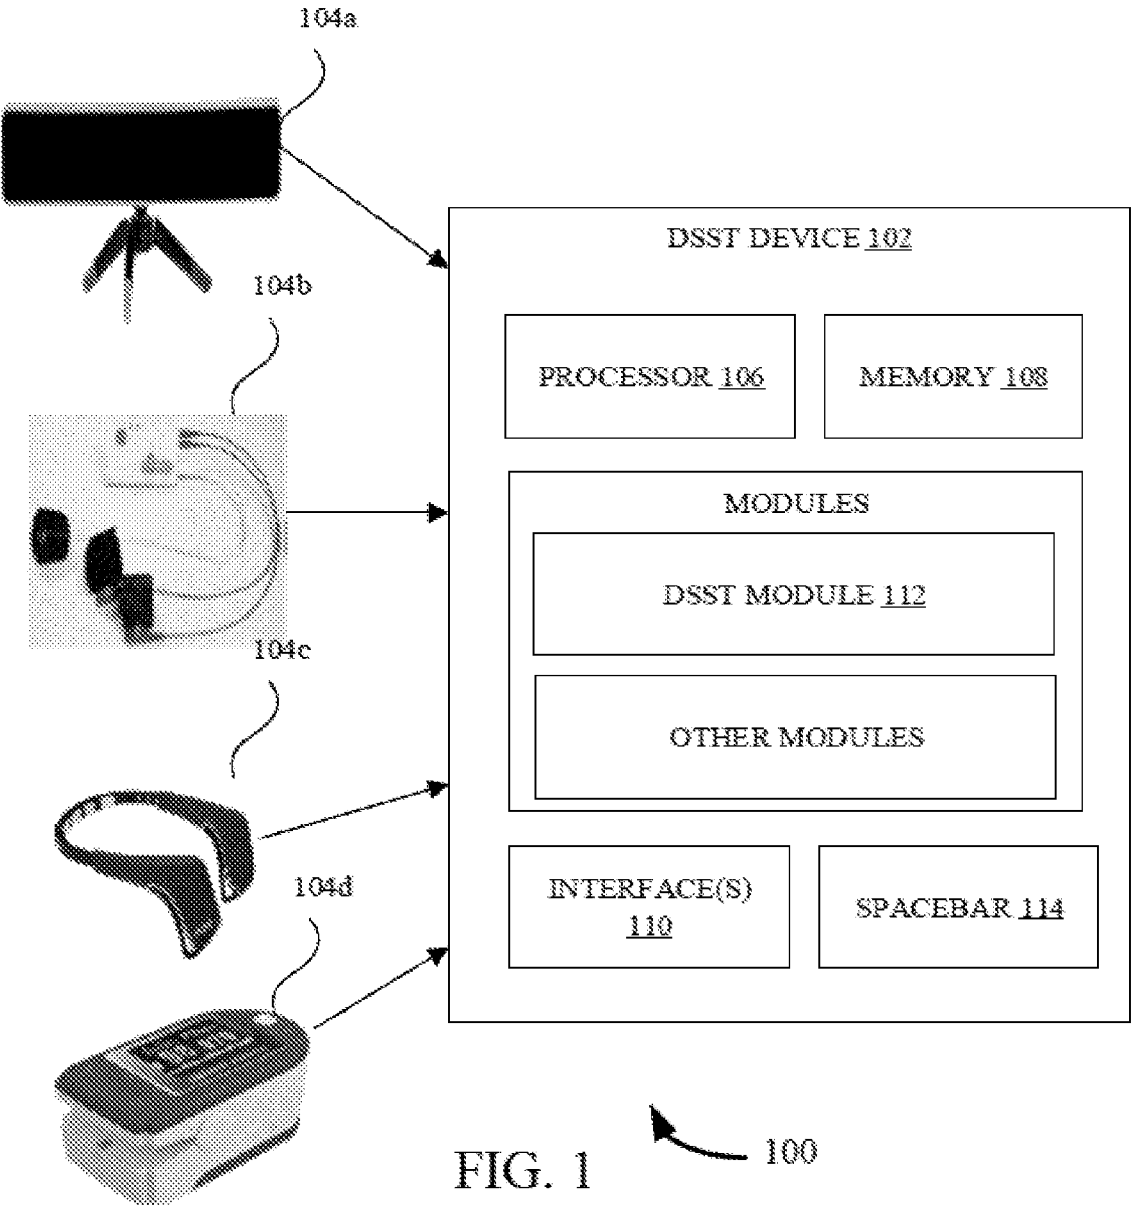 104a
DSST DEVICE 102
104b
PROCESSOR 106
MEMORY 108
MODULES
DSST MODULE 112
104c
OTHER MODULES
INTERFACE(S)
110
SPACEBAR 114
104d
100
FIG. 1